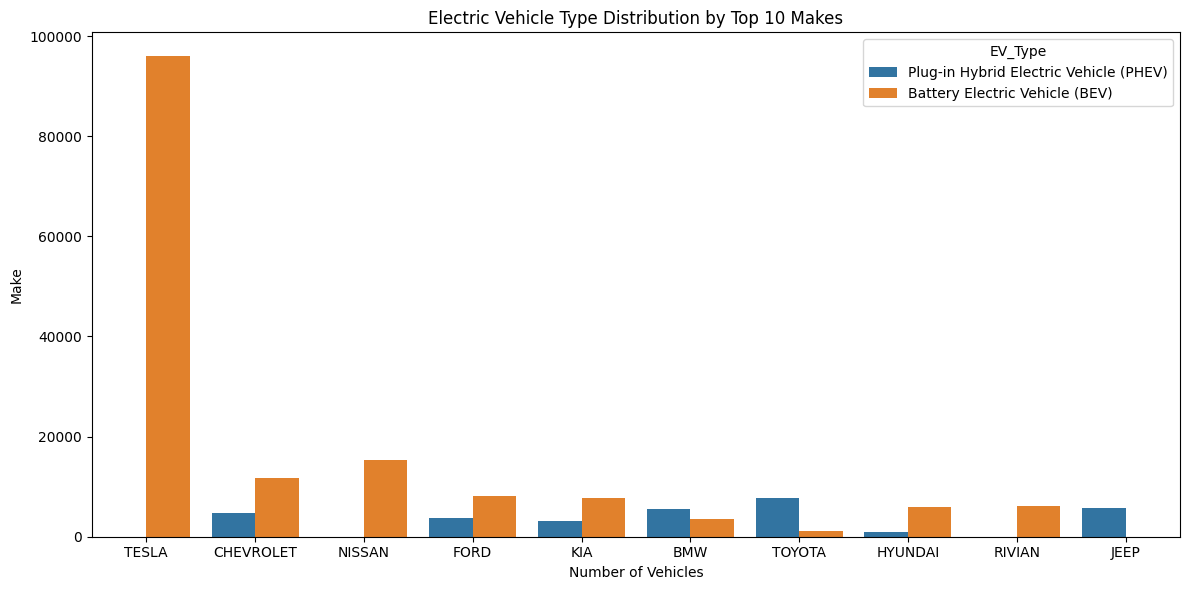 Electric Vehicle Type Distribution by Top 10 Makes
EV_Type
Plug-in Hybrid Electric Vehicle (PHEV)
Battery Electric Vehicle (BEV)
Make
100000
80000
60000
40000
20000
0
TESLA CHEVROLET NISSAN FORD KIA BMW TOYOTA HYUNDAI RIVIAN JEEP
Number of Vehicles